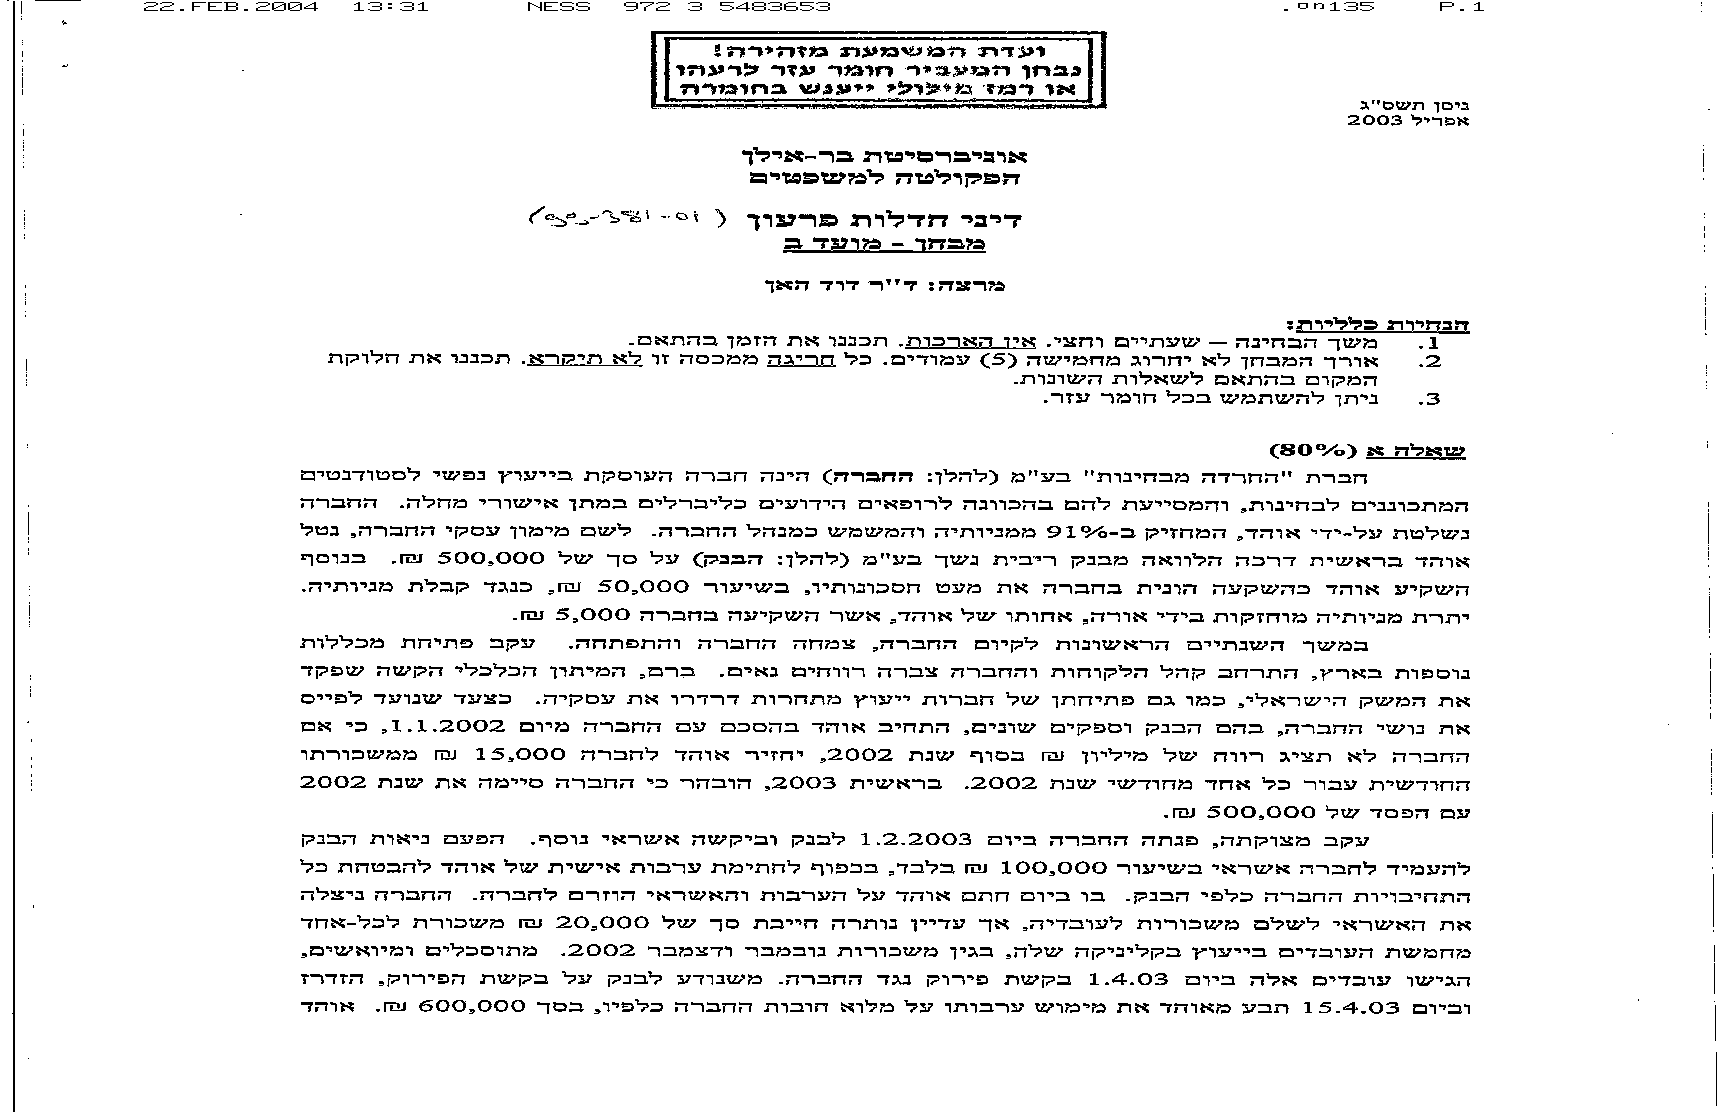 22.FEB.2004 13:31 NESS 972 3 5483653 .חס135 P.1
ועדת המשמעת מזהירה!
נבחן המעביר חומר עזר לרעהו
או רמז מילולי ייענש בחומרה
ניסן תשס"ג
אפריל 2003
אוניברסיטת בר-אילן
הפקולטה למשפטים
דיני חדלות פרעון (99-381-01)
מבחן - מועד ב
מרצה: ד"ר דוד האן
הנחיות כלליות:
1. משך הבחינה – שעתיים וחצי. אין הארכות. תכננו את הזמן בהתאם.
2. אורך המבחן לא יחרוג מחמישה (5) עמודים. כל חריגה ממכסה זו לא תיקרא. תכננו את חלוקת
המקום בהתאם לשאלות השונות.
3. ניתן להשתמש בכל חומר עזר.
שאלה א (80%)
חברת "החרדה מבחינות" בע"מ (להלן: החברה) הינה חברה העוסקת בייעוץ נפשי לסטודנטים
המתכוננים לבחינות, והמסייעת להם בהכוונה לרופאים הידועים כליברלים במתן אישורי מחלה. החברה
נשלטת על-ידי אוהד, המחזיק ב-91% ממניותיה והמשמש כמנהל החברה. לשם מימון עסקי החברה, נטל
אוהד בראשית דרכה הלוואה מבנק ריבית נשך בע"מ (להלן: הבנק) על סך של 500,000 ₪. בנוסף
השקיע אוהד כהשקעה הונית בחברה את מעט חסכונותיו, בשיעור 50,000 ₪, כנגד קבלת מניותיה.
יתרת מניותיה מוחזקות בידי אורה, אחותו של אוהד, אשר השקיעה בחברה 5,000 ₪.
במשך השנתיים הראשונות לקיום החברה, צמחה החברה והתפתחה. עקב פתיחת מכללות
נוספות בארץ, התרחב קהל הלקוחות והחברה צברה רווחים נאים. ברם, המיתון הכלכלי הקשה שפקד
את המשק הישראלי, כמו גם פתיחתן של חברות ייעוץ מתחרות דרדרו את עסקיה. כצעד שנועד לפייס
את נושי החברה, בהם הבנק וספקים שונים, התחיב אוהד בהסכם עם החברה מיום 1.1.2002, כי אם
החברה לא תציג רווח של מיליון ₪ בסוף שנת 2002, יחזיר אוהד לחברה 15,000 ₪ ממשכורתו
החודשית עבור כל אחד מחודשי שנת 2002. בראשית 2003, הובהר כי החברה סיימה את שנת 2002
עם הפסד של 500,000 ₪.
עקב מצוקתה, פנתה החברה ביום 1.2.2003 לבנק וביקשה אשראי נוסף. הפעם ניאות הבנק
להעמיד לחברה אשראי בשיעור 100,000 ₪ בלבד, בכפוף לחתימת ערבות אישית של אוהד להבטחת כל
התחיבויות החברה כלפי הבנק. בו ביום חתם אוהד על הערבות והאשראי הוזרם לחברה. החברה ניצלה
את האשראי לשלם משכורות לעובדיה, אך עדיין נותרה חייבת סך של 20,000 ₪ משכורת לכל-אחד
מחמשת העובדים בייעוץ בקליניקה שלה, בגין משכורות נובמבר ודצמבר 2002. מתוסכלים ומיואשים,
הגישו עובדים אלה ביום 1.4.03 בקשת פירוק נגד החברה. משנודע לבנק על בקשת הפירוק, הזדרז
וביום 15.4.03 תבע מאוהד את מימוש ערבותו על מלוא חובות החברה כלפיו, בסך 600,000 ₪. אוהד